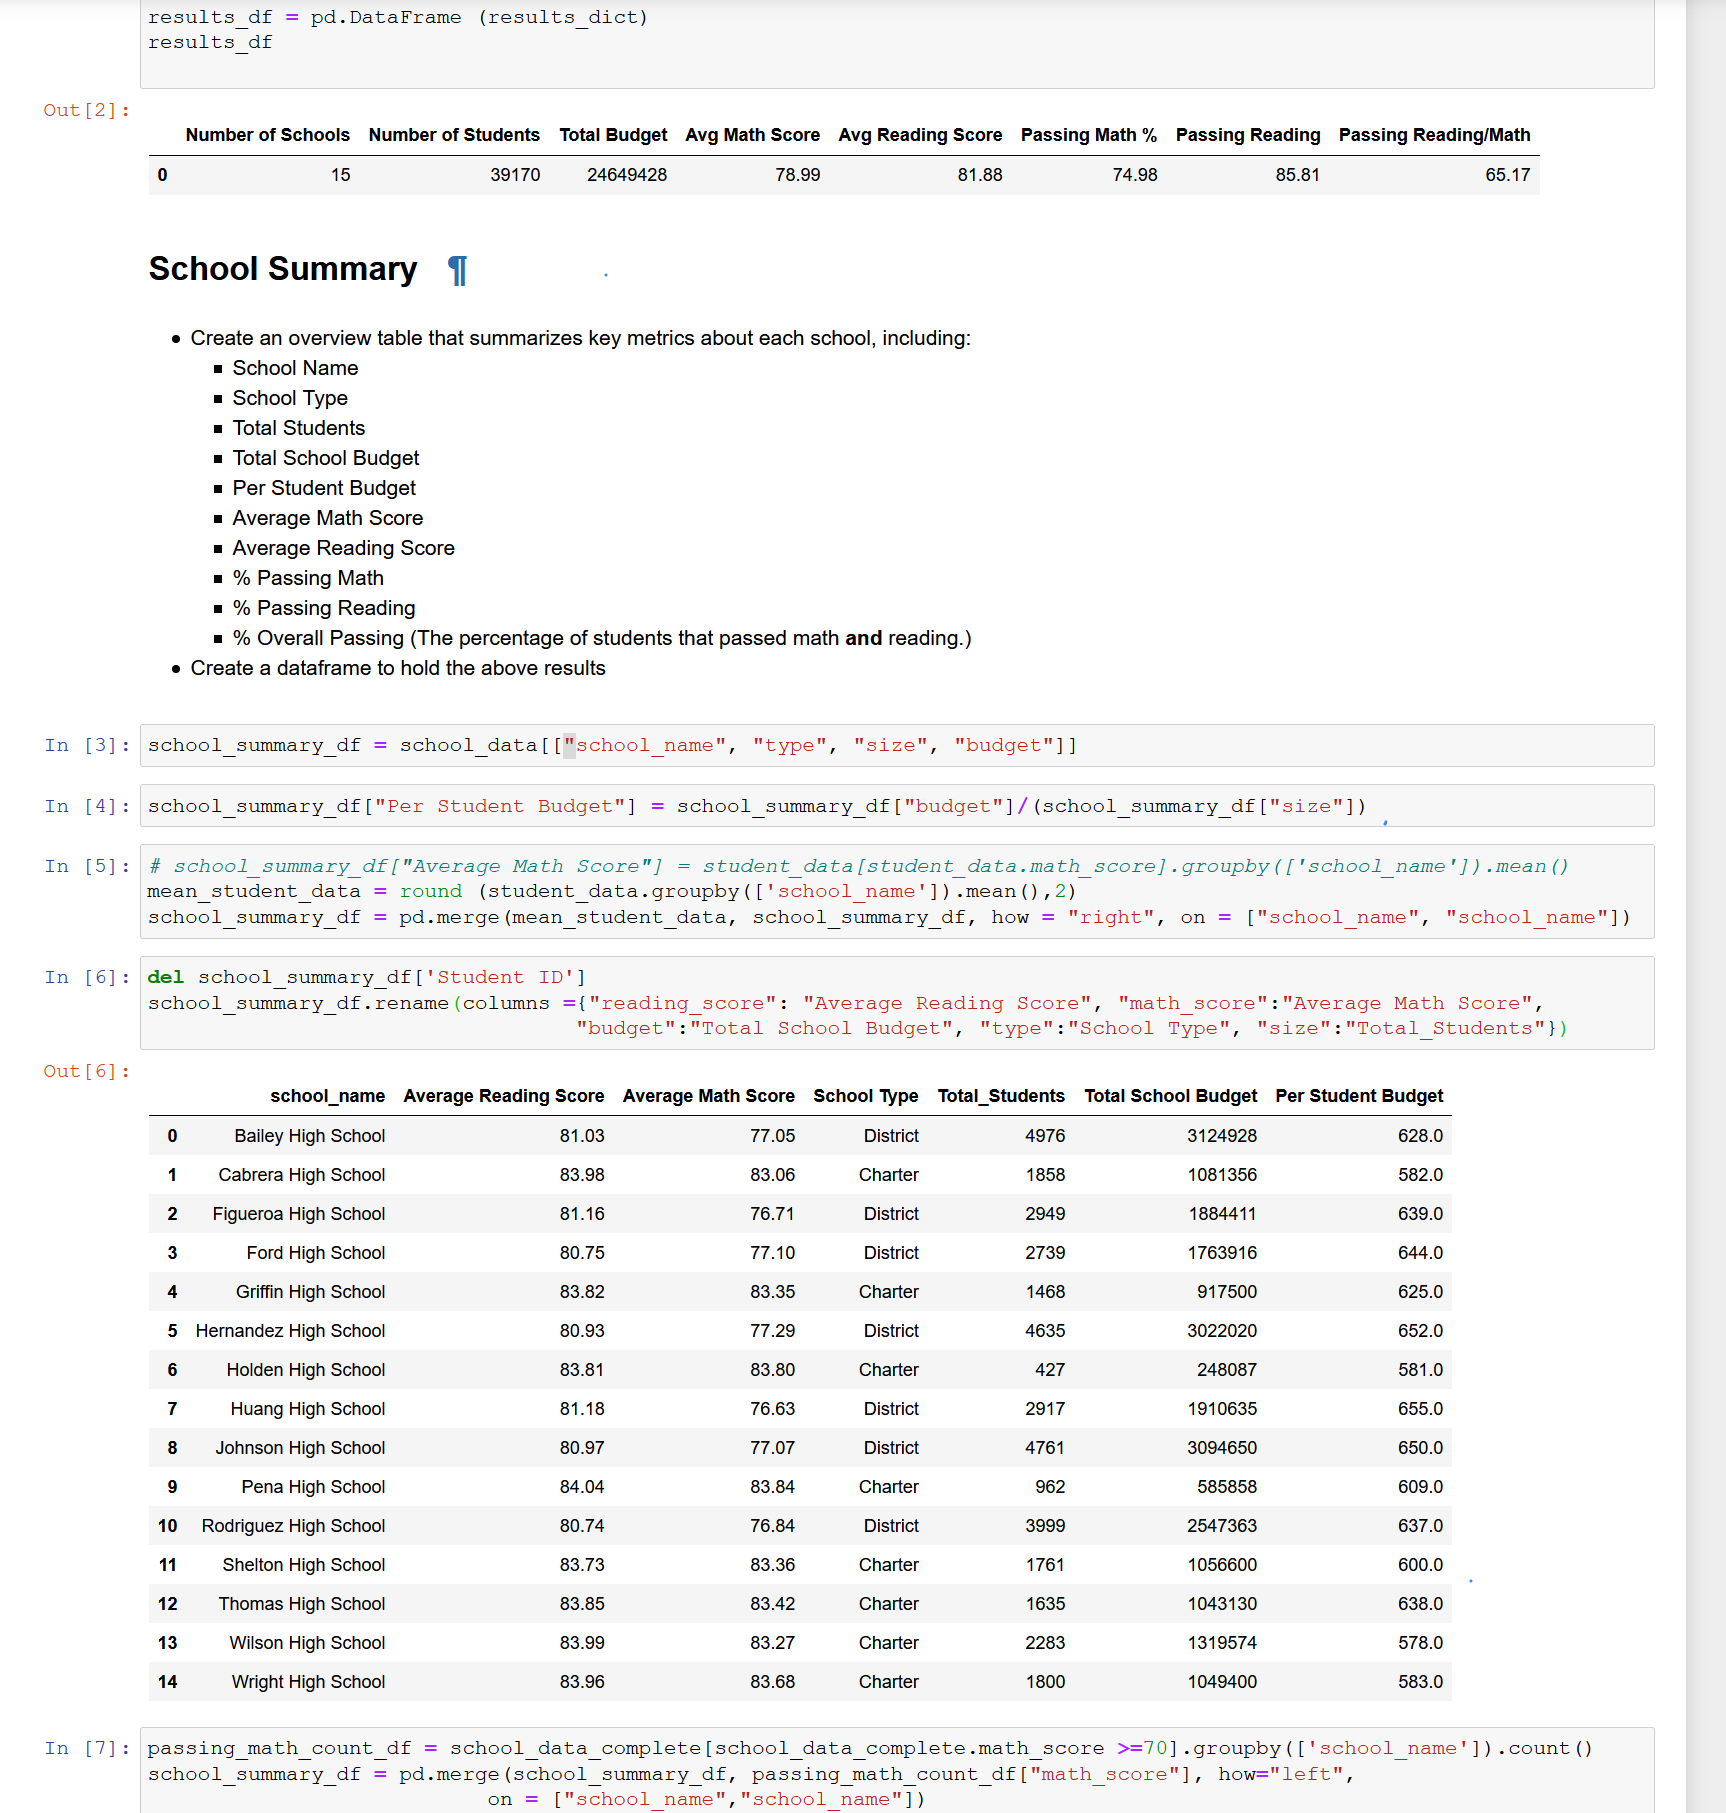 results_df = pd.DataFrame (results_dict)
results_df
Out[2]:
Number of Schools Number of Students Total Budget Avg Math Score Avg Reading Score Passing Math % Passing Reading Passing Reading/Math
0 15 39170 24649428 78.99 81.88 74.98 85.81 65.17
School Summary ¶
• Create an overview table that summarizes key metrics about each school, including:
▪ School Name
▪ School Type
▪ Total Students
▪ Total School Budget
▪ Per Student Budget
▪ Average Math Score
▪ Average Reading Score
▪ % Passing Math
▪ % Passing Reading
▪ % Overall Passing (The percentage of students that passed math and reading.)
• Create a dataframe to hold the above results
In [3]: school_summary_df = school_data[["school_name", "type", "size", "budget"]]
In [4]: school_summary_df["Per Student Budget"] = school_summary_df["budget"]/(school_summary_df["size"])
In [5]: # school_summary_df["Average Math Score"] = student_data[student_data.math_score].groupby(['school_name']).mean()
mean_student_data = round (student_data.groupby(['school_name']).mean(),2)
school_summary_df = pd.merge(mean_student_data, school_summary_df, how = "right", on = ["school_name", "school_name"])
In [6]: del school_summary_df['Student ID']
school_summary_df.rename(columns ={"reading_score": "Average Reading Score", "math_score":"Average Math Score",
"budget":"Total School Budget", "type":"School Type", "size":"Total_Students"})
Out[6]:
school_name Average Reading Score Average Math Score School Type Total_Students Total School Budget Per Student Budget
0 Bailey High School 81.03 77.05 District 4976 3124928 628.0
1 Cabrera High School 83.98 83.06 Charter 1858 1081356 582.0
2 Figueroa High School 81.16 76.71 District 2949 1884411 639.0
3 Ford High School 80.75 77.10 District 2739 1763916 644.0
4 Griffin High School 83.82 83.35 Charter 1468 917500 625.0
5 Hernandez High School 80.93 77.29 District 4635 3022020 652.0
6 Holden High School 83.81 83.80 Charter 427 248087 581.0
7 Huang High School 81.18 76.63 District 2917 1910635 655.0
8 Johnson High School 80.97 77.07 District 4761 3094650 650.0
9 Pena High School 84.04 83.84 Charter 962 585858 609.0
10 Rodriguez High School 80.74 76.84 District 3999 2547363 637.0
11 Shelton High School 83.73 83.36 Charter 1761 1056600 600.0
12 Thomas High School 83.85 83.42 Charter 1635 1043130 638.0
13 Wilson High School 83.99 83.27 Charter 2283 1319574 578.0
14 Wright High School 83.96 83.68 Charter 1800 1049400 583.0
In [7]: passing_math_count_df = school_data_complete[school_data_complete.math_score >=70].groupby(['school_name']).count()
school_summary_df = pd.merge(school_summary_df, passing_math_count_df["math_score"], how="left",
on = ["school_name","school_name"])